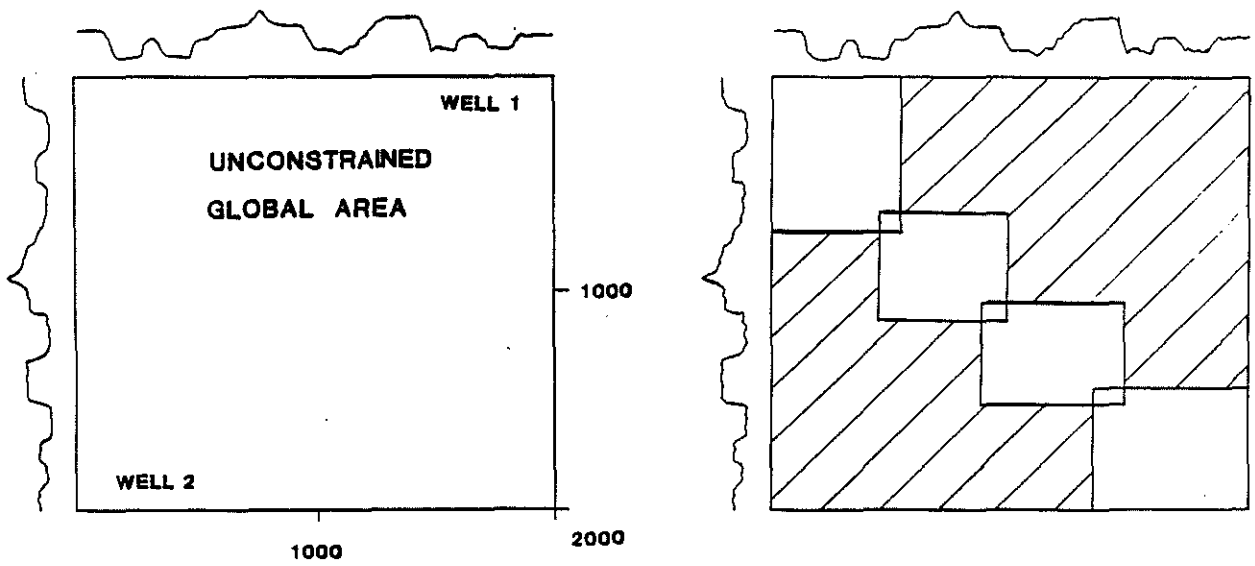 WELL 1
UNCONSTRAINED
GLOBAL AREA
1000
WELL 2
1000
2000